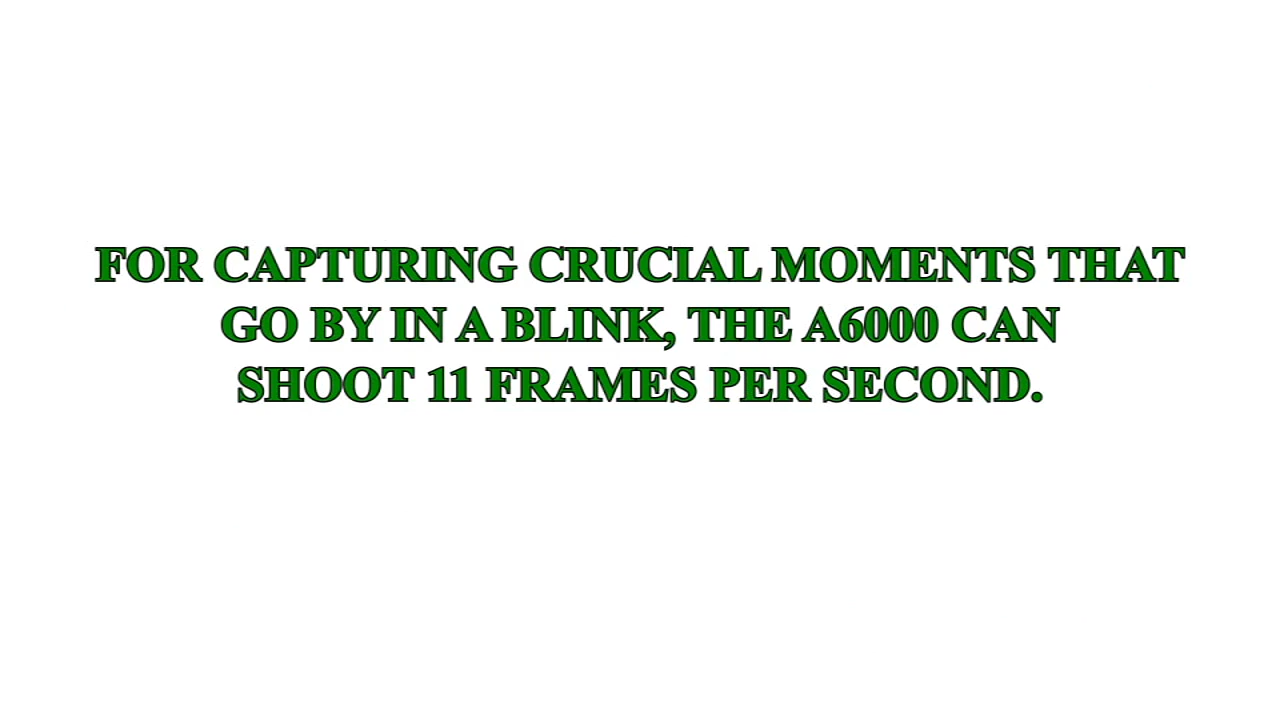 FOR CAPTURING CRUCIAL MOMENTS THAT
GO BY IN A BLINK, THE A6000 CAN
SHOOT 11 FRAMES PER SECOND.